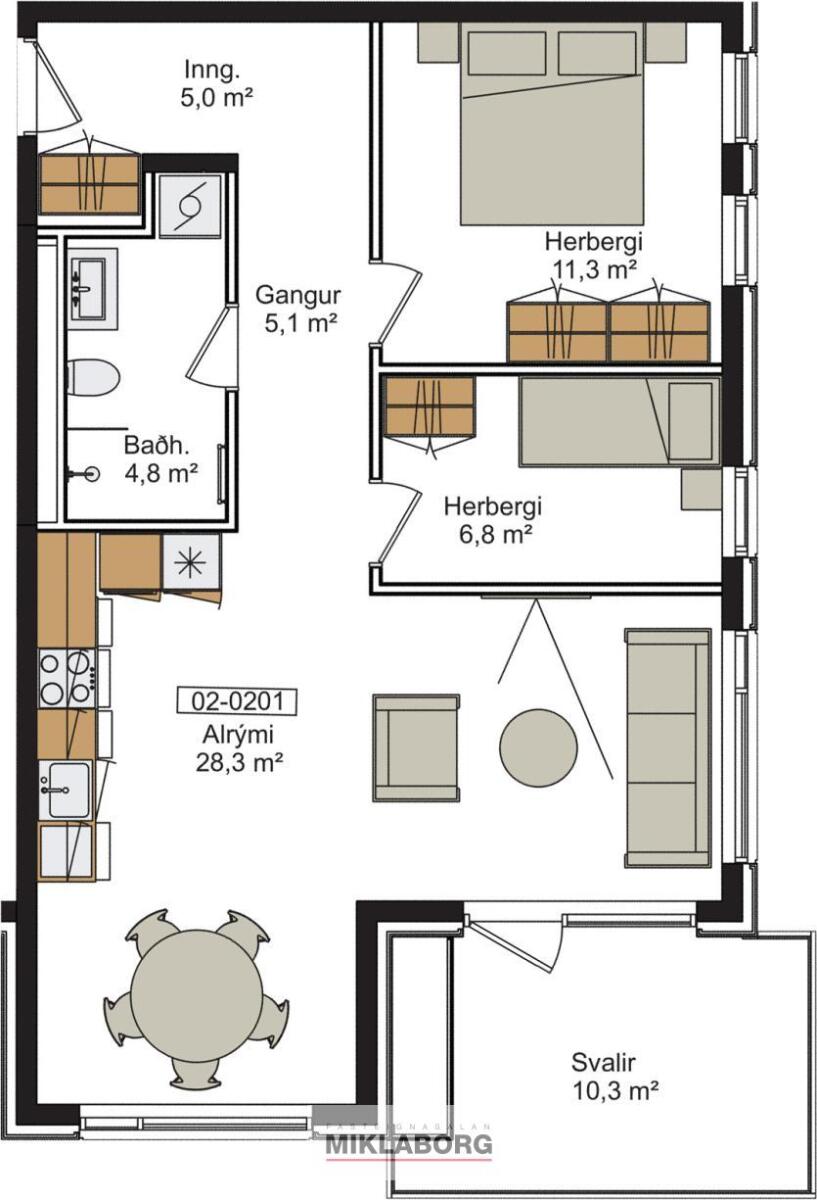 Inng.
5,0 m²
Herbergi
11,3 m²
Gangur
5,1 m²
Baðh.
4,8 m²
Herbergi
6,8 m²
02-0201
Alrými
28,3 m²
Svalir
10,3 m²
FASTEIGNASALAN
MIKLABORG